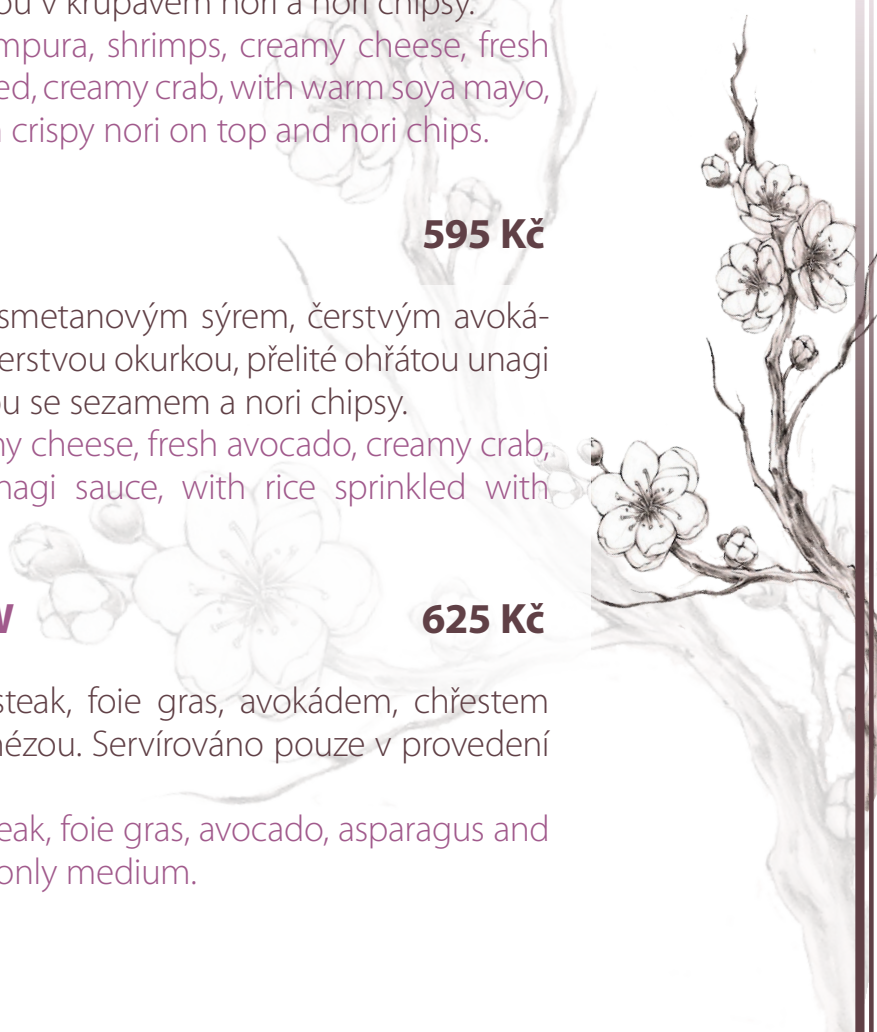 ou v křupavém nori a nori chipsy.
mpura, shrimps, creamy cheese, fresh
ed, creamy crab, with warm soya mayo,
crispy nori on top and nori chips.
595 Kč
smetanovým sýrem, čerstvým avoká-
erstvou okurkou, přelité ohřátou unagi
ou se sezamem a nori chipsy.
my cheese, fresh avocado, creamy crab,
nagi sauce, with rice sprinkled with
W 625 Kč
steak, foie gras, avokádem, chřestem
nézou. Servírováno pouze v provedení
eak, foie gras, avocado, asparagus and
only medium.